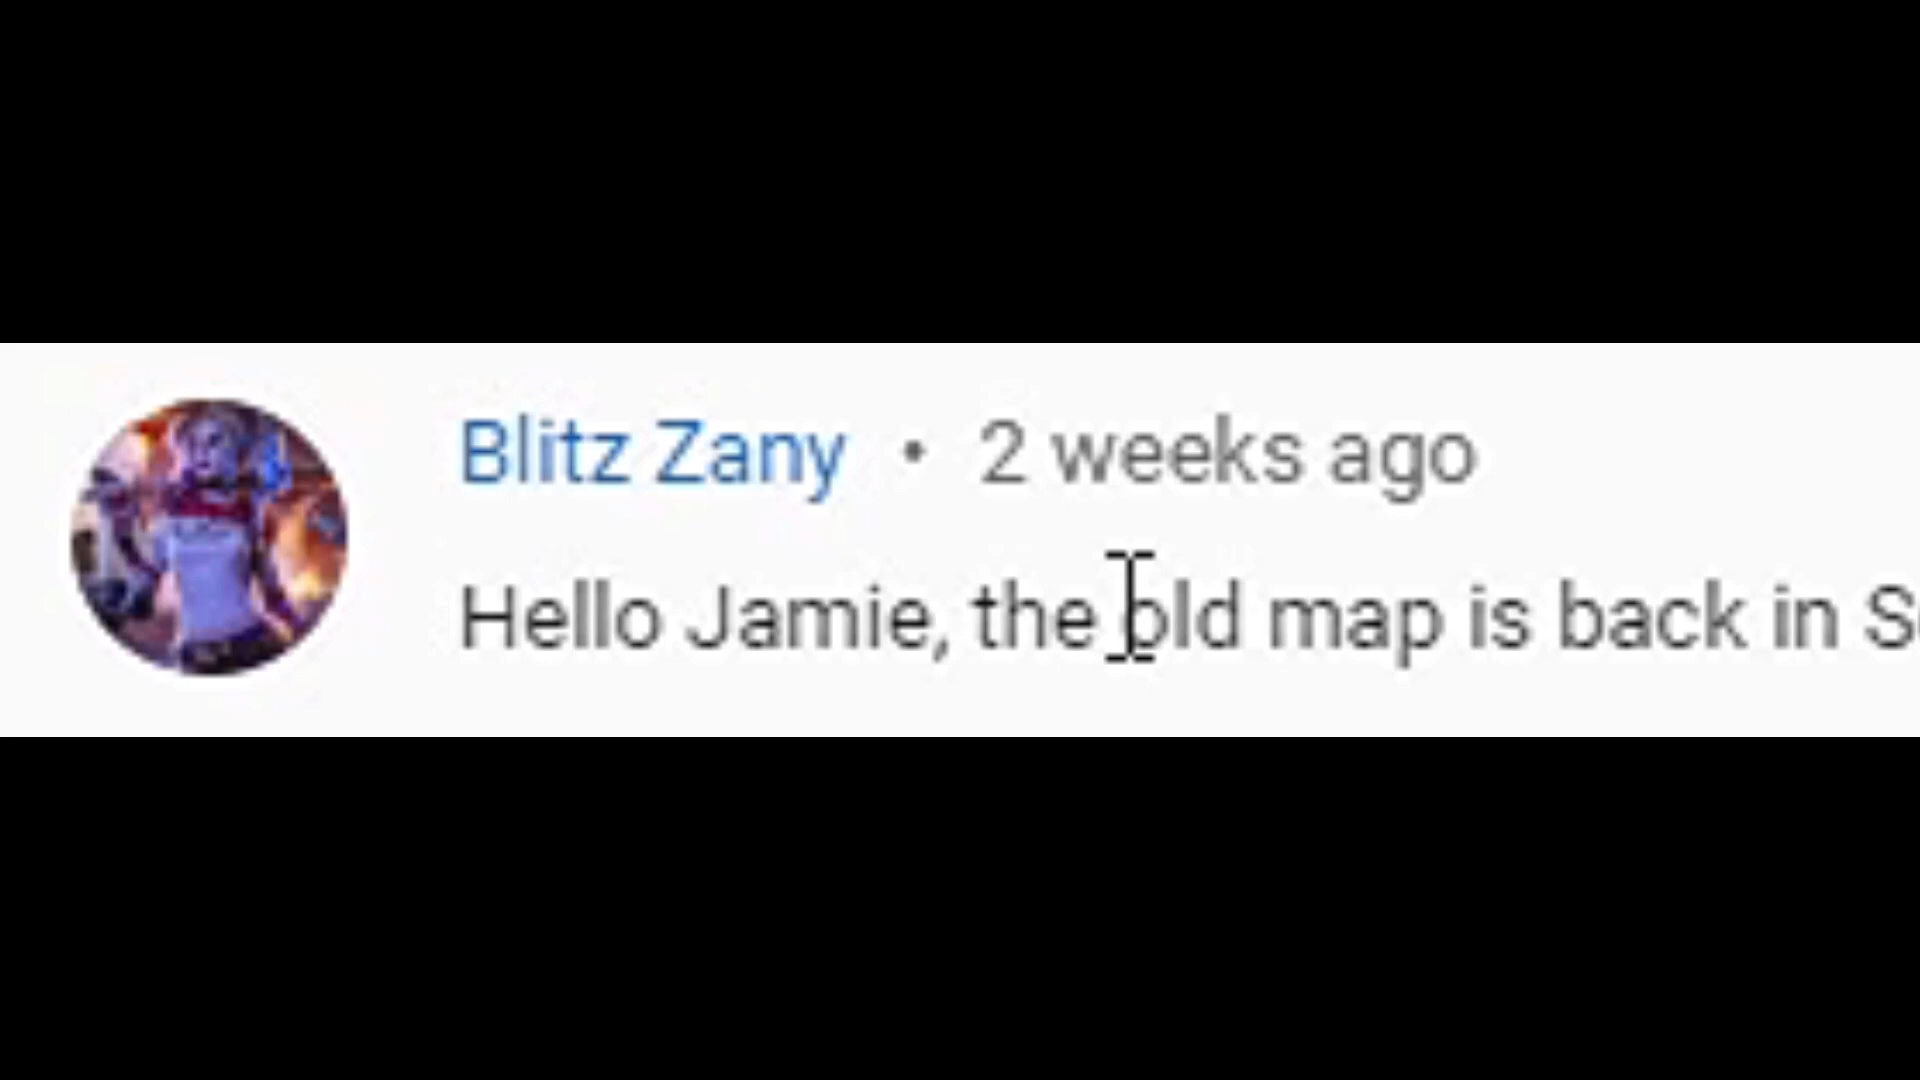 Blitz Zany • 2 weeks ago
Hello Jamie, the old map is back in S